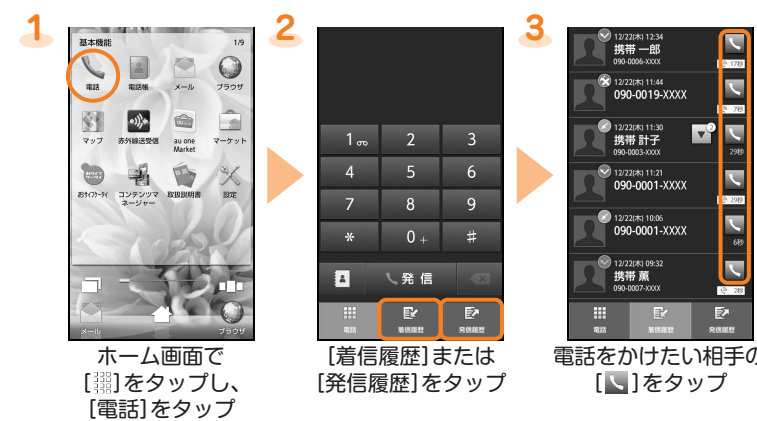 1
基本機能 1/9
電話 電話帳 メール ブラウザ
マップ 赤外線送受信 au one Market マーケット
おサイフケータイ コンテンツマネージャー 取扱説明書 設定
メール ブラウザ
ホーム画面で
[ ]をタップし、
[電話]をタップ
2
1 2 3
4 5 6
7 8 9
* 0 + #
発信
電話 着信履歴 発信履歴
[着信履歴]または
[発信履歴]をタップ
3
12/22(木) 12:34
携帯 一郎
090-0006-XXXX 17秒
12/22(木) 11:44
090-0019-XXXX
7秒
12/22(木) 11:30
携帯 計子 2
090-0003-XXXX 29秒
12/22(木) 11:21
090-0001-XXXX
29秒
12/22(木) 10:06
090-0001-XXXX
6秒
12/22(木) 09:32
携帯 薫
090-0007-XXXX 2秒
電話 着信履歴 発信履歴
電話をかけたい相手の
[ ]をタップ